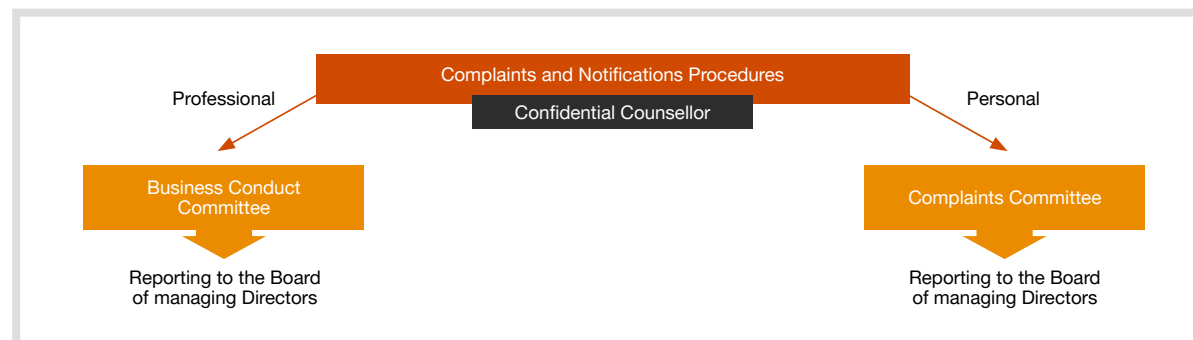 Complaints and Notifications Procedures
Confidential Counsellor
Professional
Personal
Business Conduct
Committee
Complaints Committee
Reporting to the Board
of managing Directors
Reporting to the Board
of managing Directors